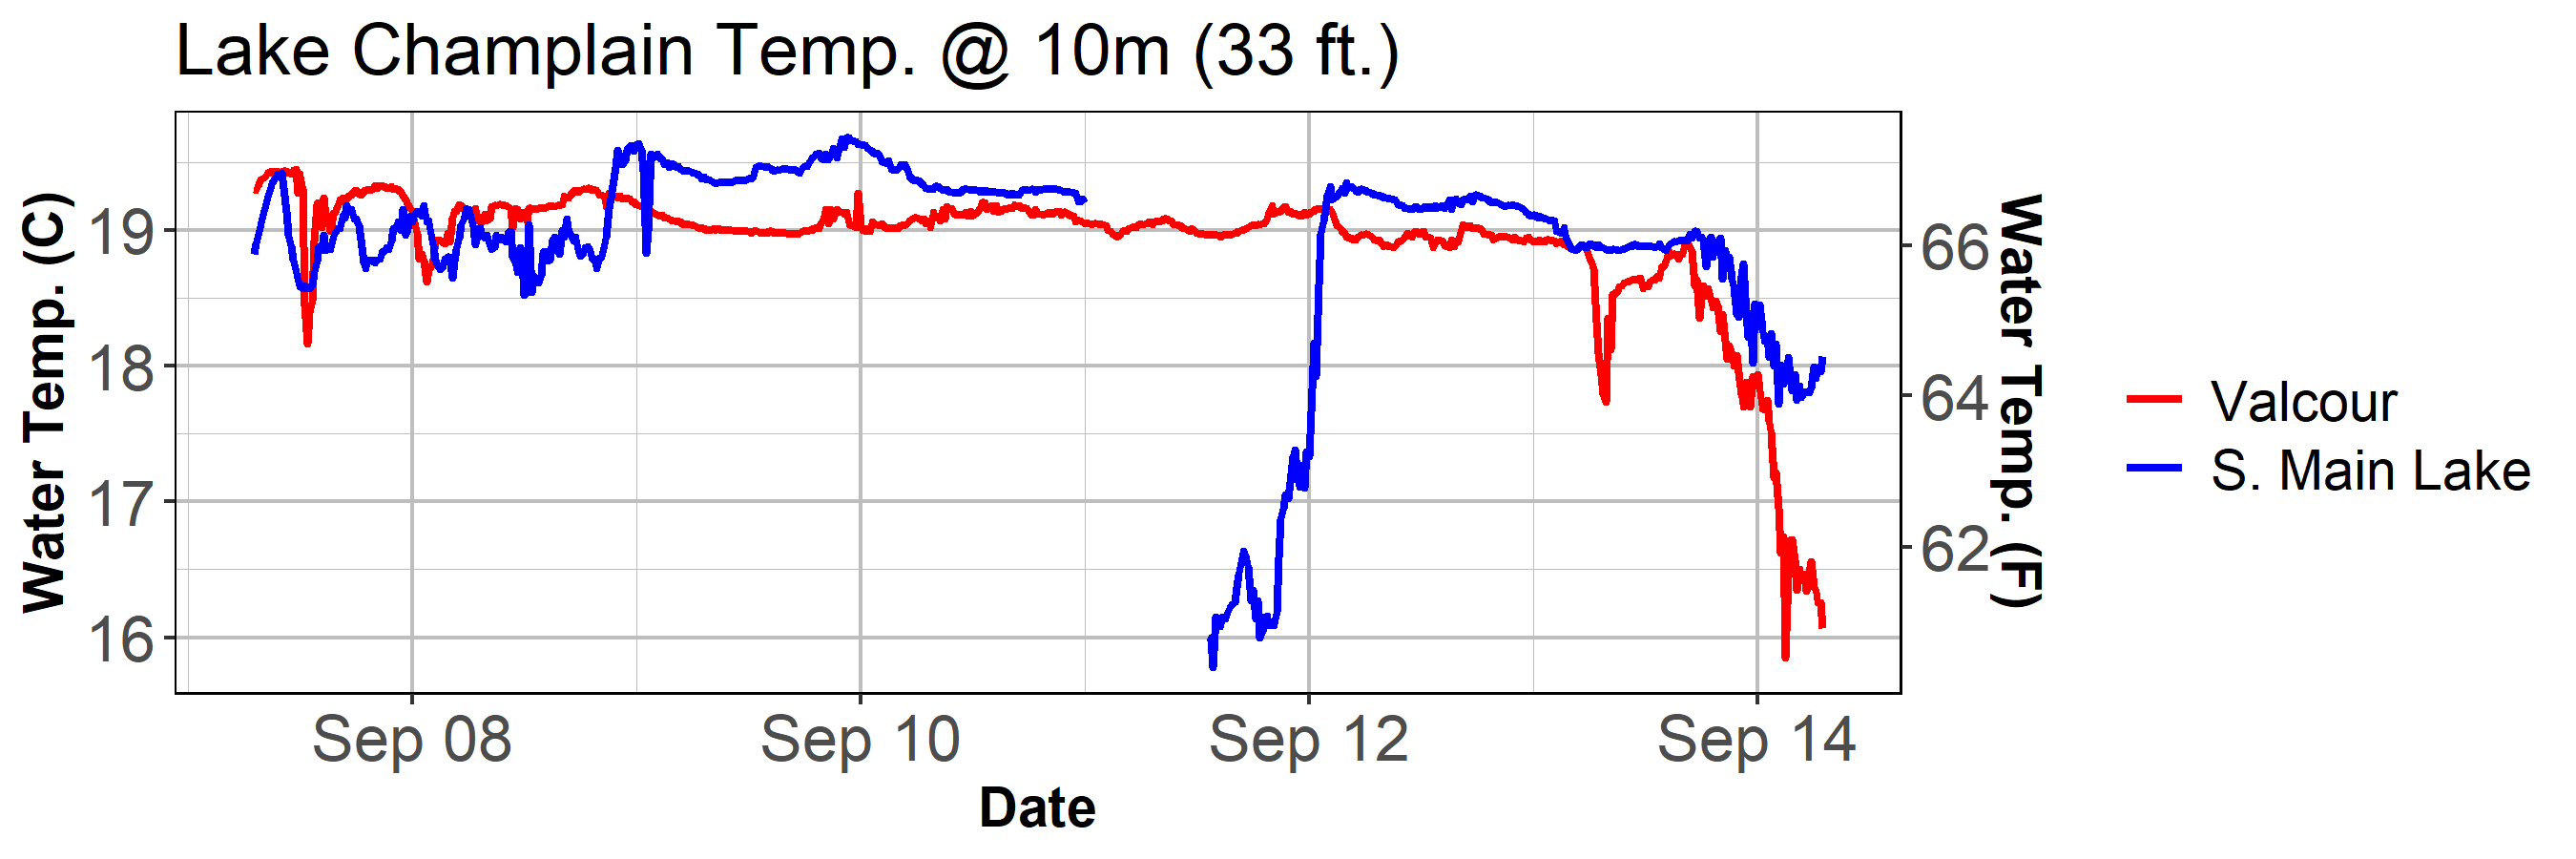 Lake Champlain Temp. @ 10m (33 ft.)
Water Temp. (C)
19
18
17
16
66
64
62
Water Temp. (F)
Sep 08
Sep 10
Sep 12
Sep 14
Date
Valcour
S. Main Lake